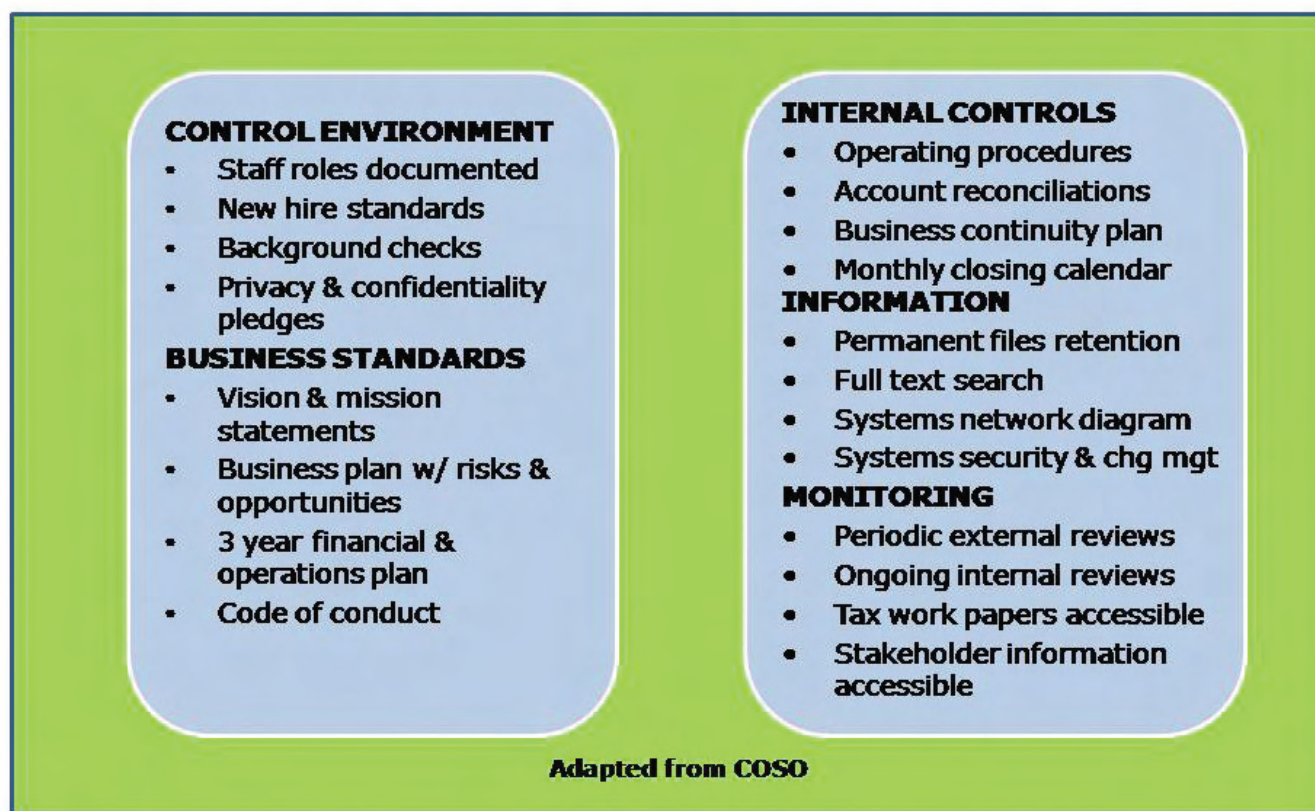 CONTROL ENVIRONMENT
• Staff roles documented
• New hire standards
• Background checks
• Privacy & confidentiality
pledges
BUSINESS STANDARDS
• Vision & mission
statements
• Business plan w/ risks &
opportunities
• 3 year financial &
operations plan
• Code of conduct
INTERNAL CONTROLS
• Operating procedures
• Account reconciliations
• Business continuity plan
• Monthly closing calendar
INFORMATION
• Permanent files retention
• Full text search
• Systems network diagram
• Systems security & chg mgt
MONITORING
• Periodic external reviews
• Ongoing internal reviews
• Tax work papers accessible
• Stakeholder information
accessible
Adapted from COSO